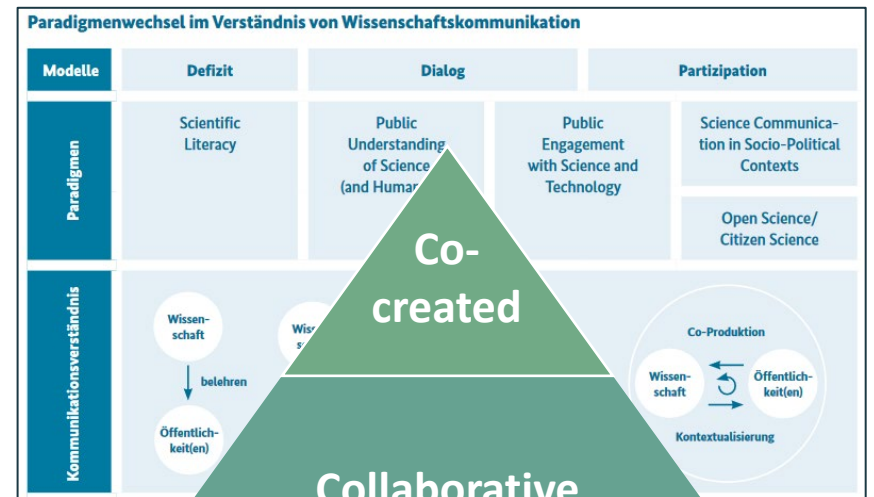 Paradigmenwechsel im Verständnis von Wissenschaftskommunikation
Modelle
Defizit
Dialog
Partizipation
Paradigmen
Scientific
Literacy
Public
Understanding
of Science
(and Human
Public
Engagement
with Science and
Technology
Science Communica-
tion in Socio-Political
Contexts
Open Science/
Citizen Science
Kommunikationsverständnis
Wissen-
schaft
belehren
Öffentlich-
keit(en)
Co-Produktion
Wissen-
schaft
Öffentlich-
keit(en)
Kontextualisierung
Co-
created
Collaborative